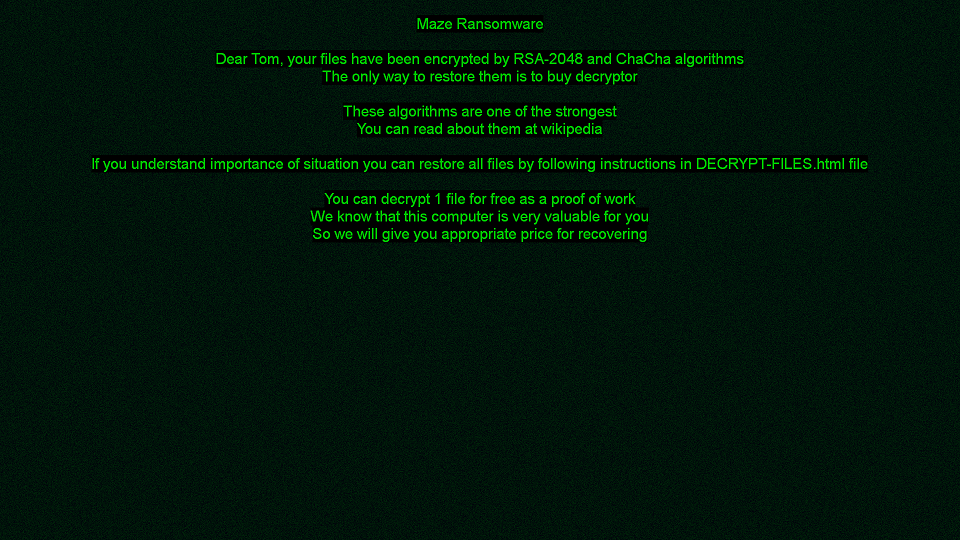 Maze Ransomware
Dear Tom, your files have been encrypted by RSA-2048 and ChaCha algorithms
The only way to restore them is to buy decryptor
These algorithms are one of the strongest
You can read about them at wikipedia
If you understand importance of situation you can restore all files by following instructions in DECRYPT-FILES.html file
You can decrypt 1 file for free as a proof of work
We know that this computer is very valuable for you
So we will give you appropriate price for recovering